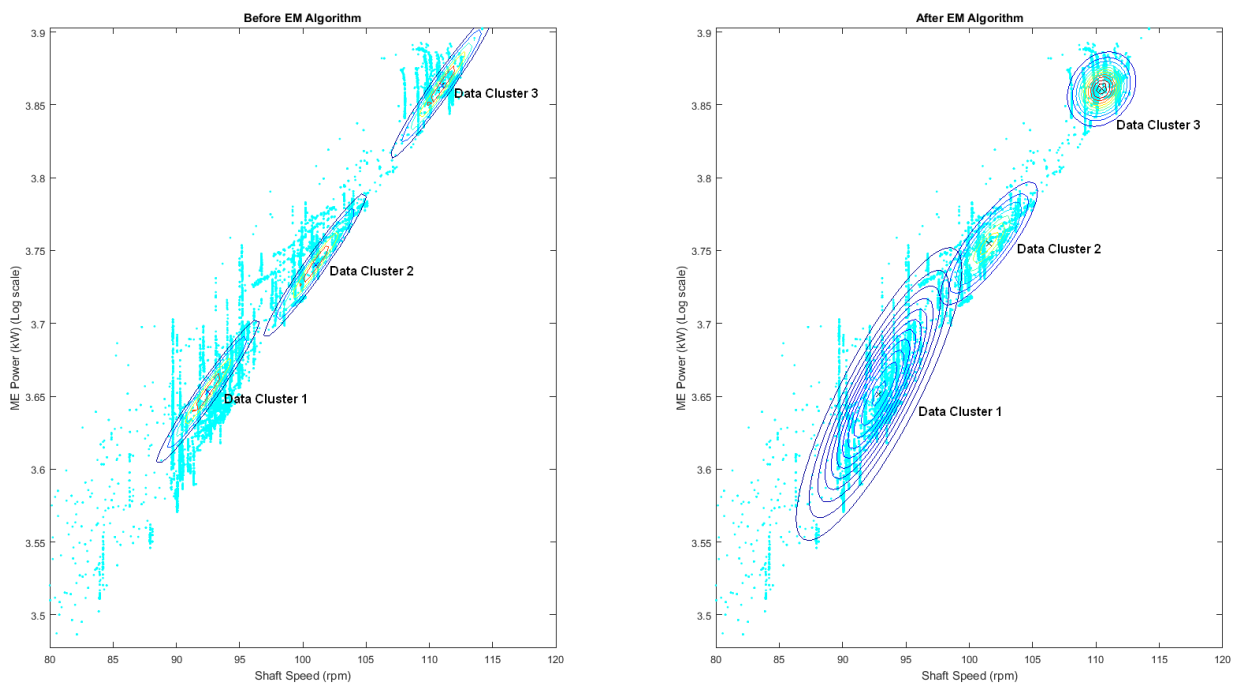 Before EM Algorithm
3.9
3.85
3.8
3.75
3.7
3.65
3.6
3.55
3.5
ME Power (kW) (Log scale)
Data Cluster 3
Data Cluster 2
Data Cluster 1
80 85 90 95 100 105 110 115 120
Shaft Speed (rpm)
After EM Algorithm
3.9
3.85
3.8
3.75
3.7
3.65
3.6
3.55
3.5
ME Power (kW) (Log scale)
Data Cluster 3
Data Cluster 2
Data Cluster 1
80 85 90 95 100 105 110 115 120
Shaft Speed (rpm)